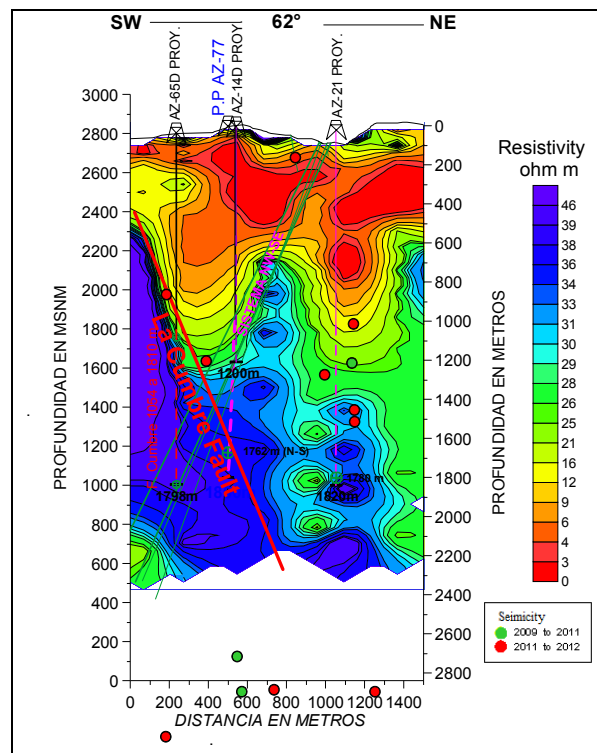 SW 62° NE
AZ-65D PROY.
P.P AZ-77
AZ-14D PROY.
AZ-21 PROY.
3000
2800
2600
2400
2200
2000
1800
1600
1400
1200
1000
800
600
400
200
0
PROFUNDIDAD EN MSNM
0
200
400
600
800
1000
1200
1400
1600
1800
2000
2200
2400
2600
2800
PROFUNDIDAD EN METROS
0 200 400 600 800 1000 1400
DISTANCIA EN METROS
La Cumbre Fault
1200m
1762 m (N-S)
1798m
1820m
Resistivity
ohm m
46
39
38
36
34
33
31
30
29
28
26
25
21
16
12
9
6
4
3
0
Seimicity
2009 to 2011
2011 to 2012